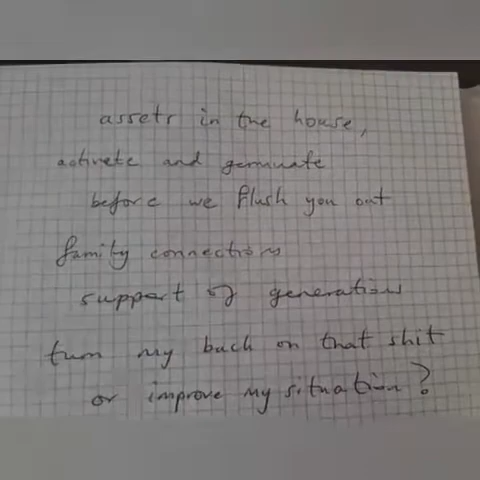 assets in the house,
activate and germinate
before we flush you out
family connections
support of generations
turn my back on that shit
or improve my situation?